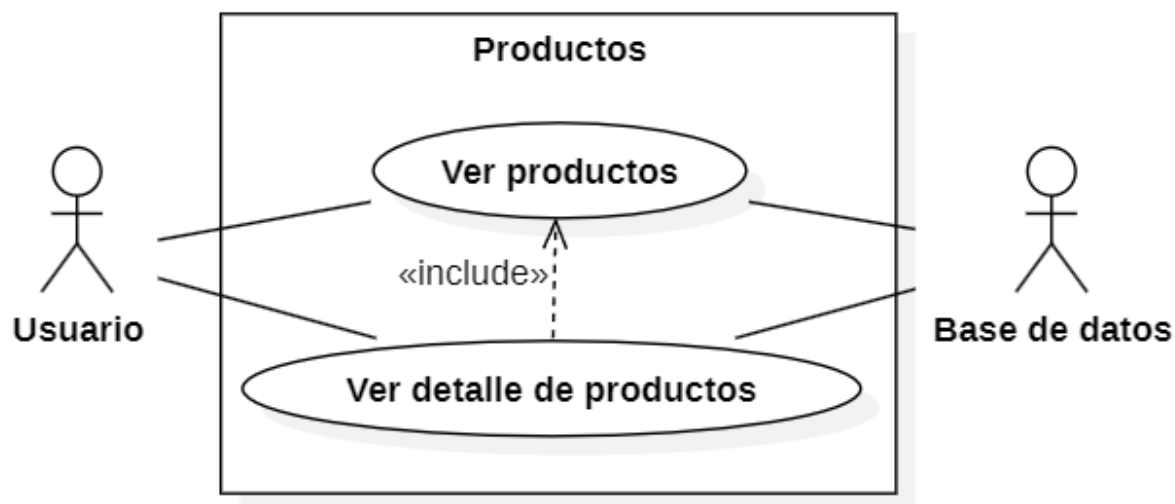 Productos
Ver productos
«include»
Usuario
Base de datos
Ver detalle de productos